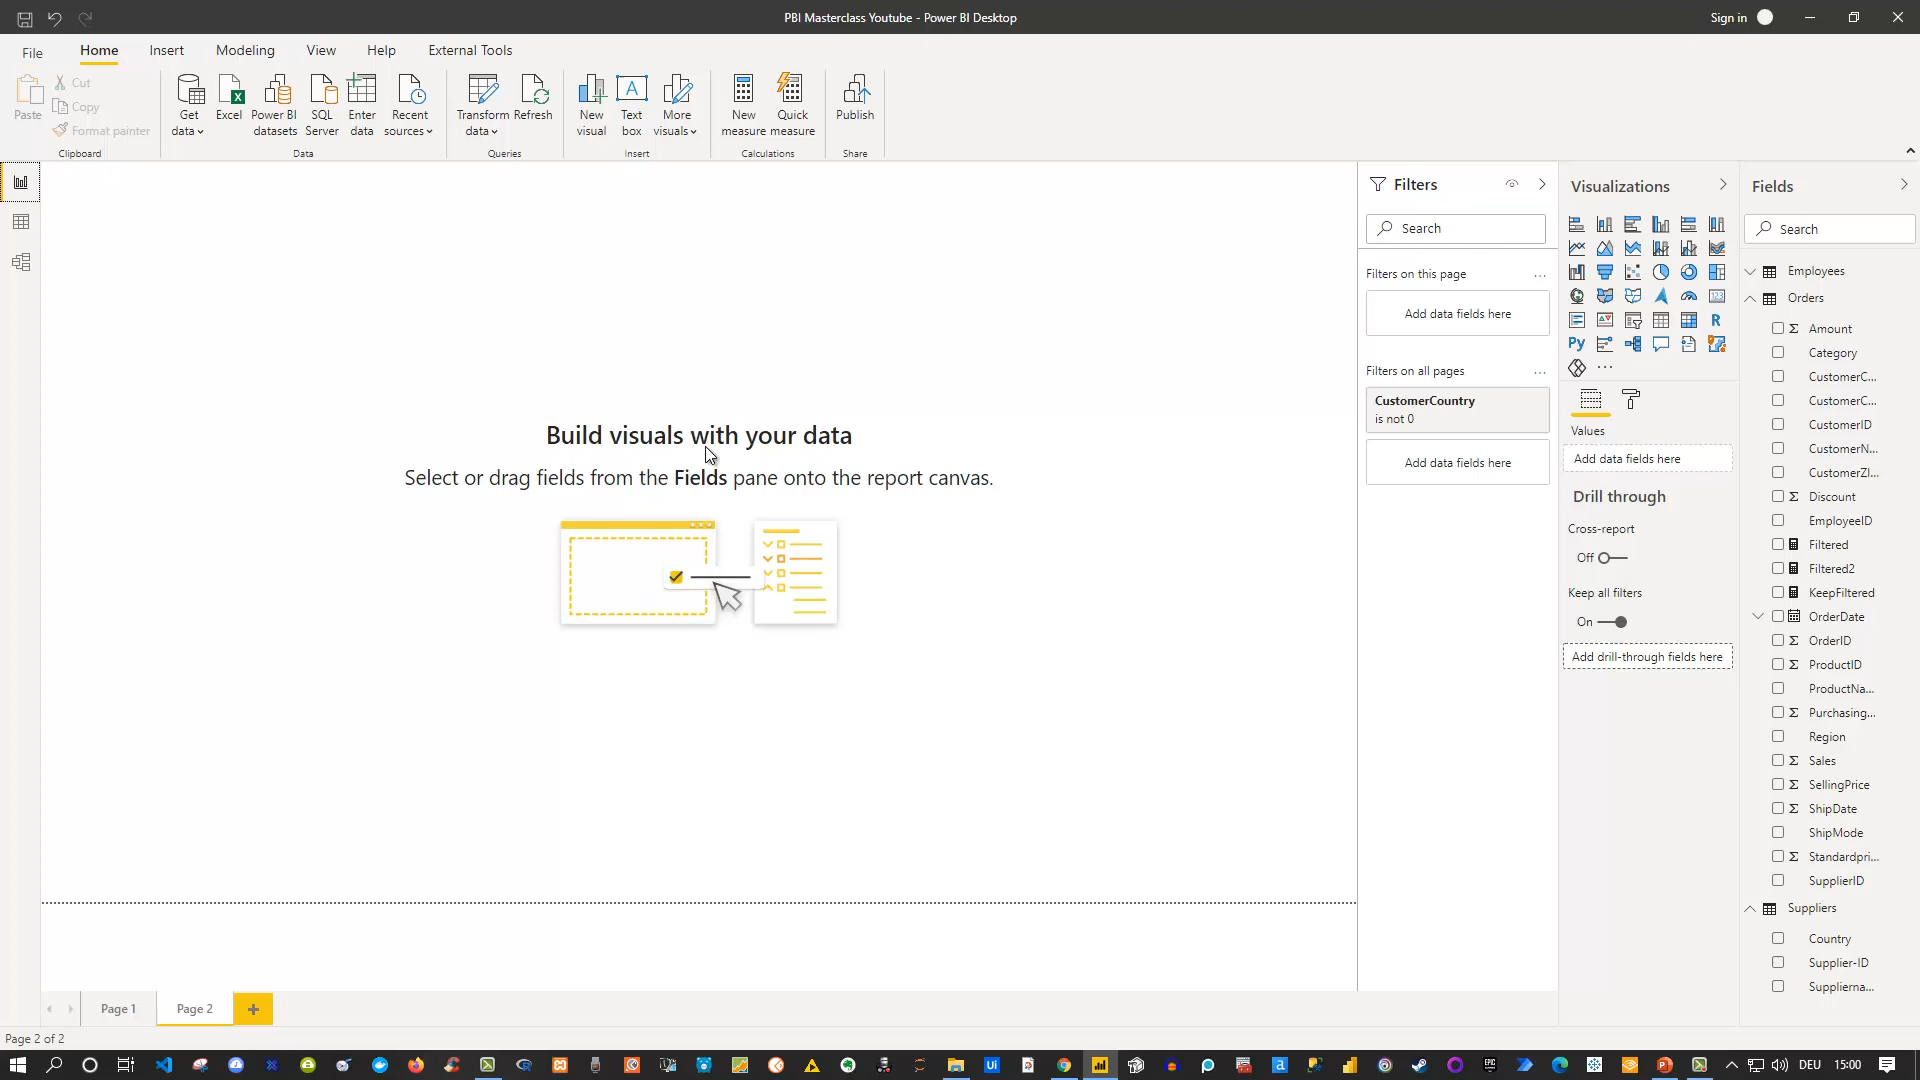 PBI Masterclass Youtube - Power BI Desktop
Sign in
File
Home
Insert
Modeling
View
Help
External Tools
Paste
Cut
Copy
Format painter
Clipboard
Get data
Excel
Power BI datasets
SQL Server
Enter data
Recent sources
Data
Transform data
Refresh
Queries
New visual
Text box
More visuals
Insert
New measure
Quick measure
Calculations
Publish
Share
Build visuals with your data
Select or drag fields from the Fields pane onto the report canvas.
Filters
Search
Filters on this page
...
Add data fields here
Filters on all pages
...
CustomerCountry
is not 0
Add data fields here
Visualizations
R
Py
...
Values
Add data fields here
Drill through
Cross-report
Off
Keep all filters
On
Add drill-through fields here
Fields
Search
Employees
Orders
Σ Amount
Category
CustomerC...
CustomerC...
CustomerID
CustomerN...
CustomerZI...
Σ Discount
EmployeeID
Filtered
Filtered2
KeepFiltered
OrderDate
Σ OrderID
Σ ProductID
ProductNa...
Σ Purchasing...
Region
Σ Sales
Σ SellingPrice
Σ ShipDate
ShipMode
Σ Standardpri...
SupplierID
Suppliers
Country
Supplier-ID
Supplierna...
Page 1
Page 2
+
Page 2 of 2
DEU
15:00